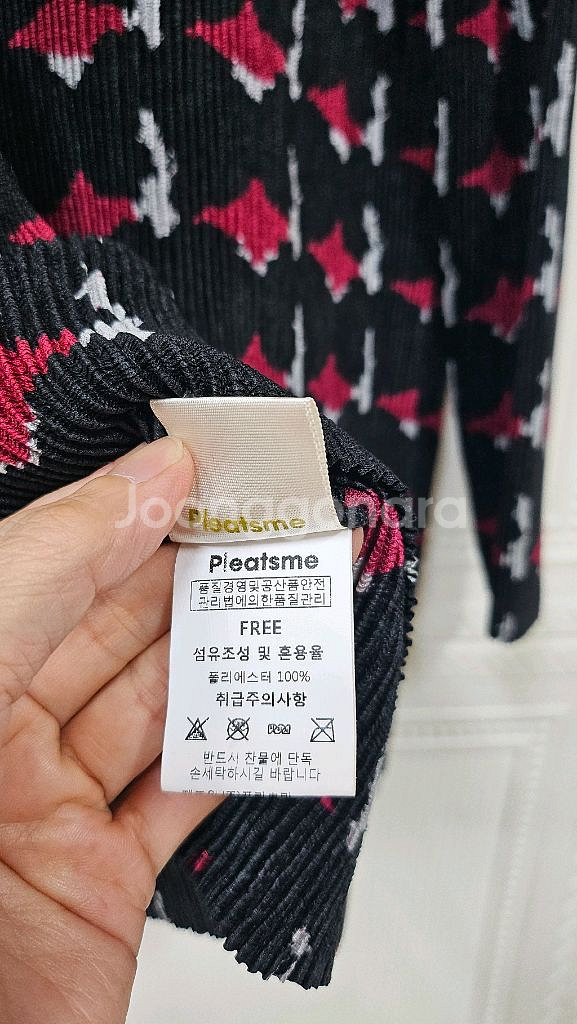 Joonggonara
Pleatsme
Pleatsme
품질경영및공산품안전
관리법에의한품질관리
FREE
섬유조성 및 혼용율
폴리에스터 100%
취급주의사항
반드시 찬물에 단독
손세탁하시길 바랍니다